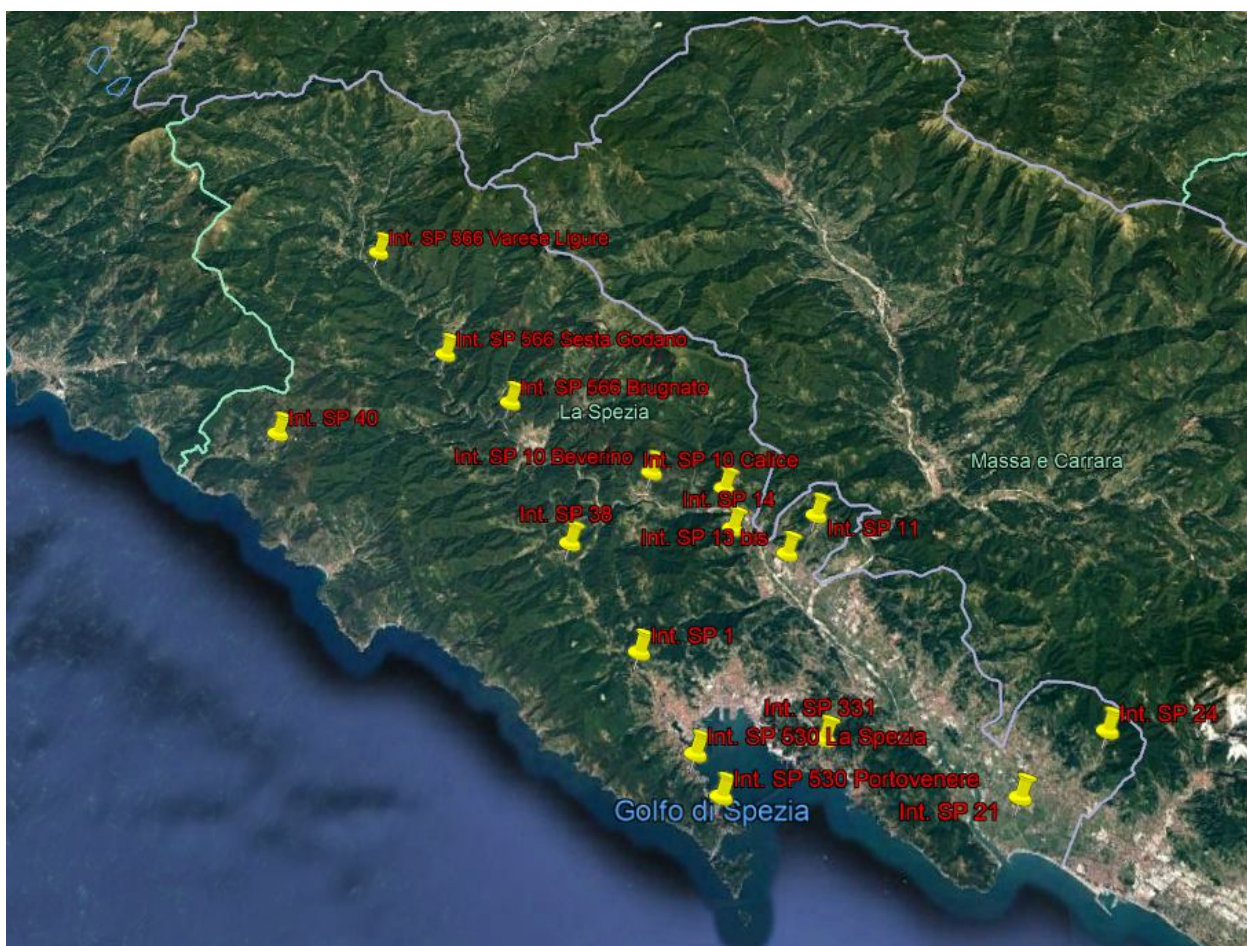 Int. SP 566 Varese Ligure
Int. SP 566 Sesta Godano
Int. SP 566 Brugnato
La Spezia
Int. SP 40
Int. SP 10 Beverino
Int. SP 10 Calice
Massa e Carrara
Int. SP 14
Int. SP 38
Int. SP 11
Int. SP 13 bis
Int. SP 1
Int. SP 331
Int. SP 24
Int. SP 530 La Spezia
Int. SP 530 Portovenere
Golfo di Spezia
Int. SP 21